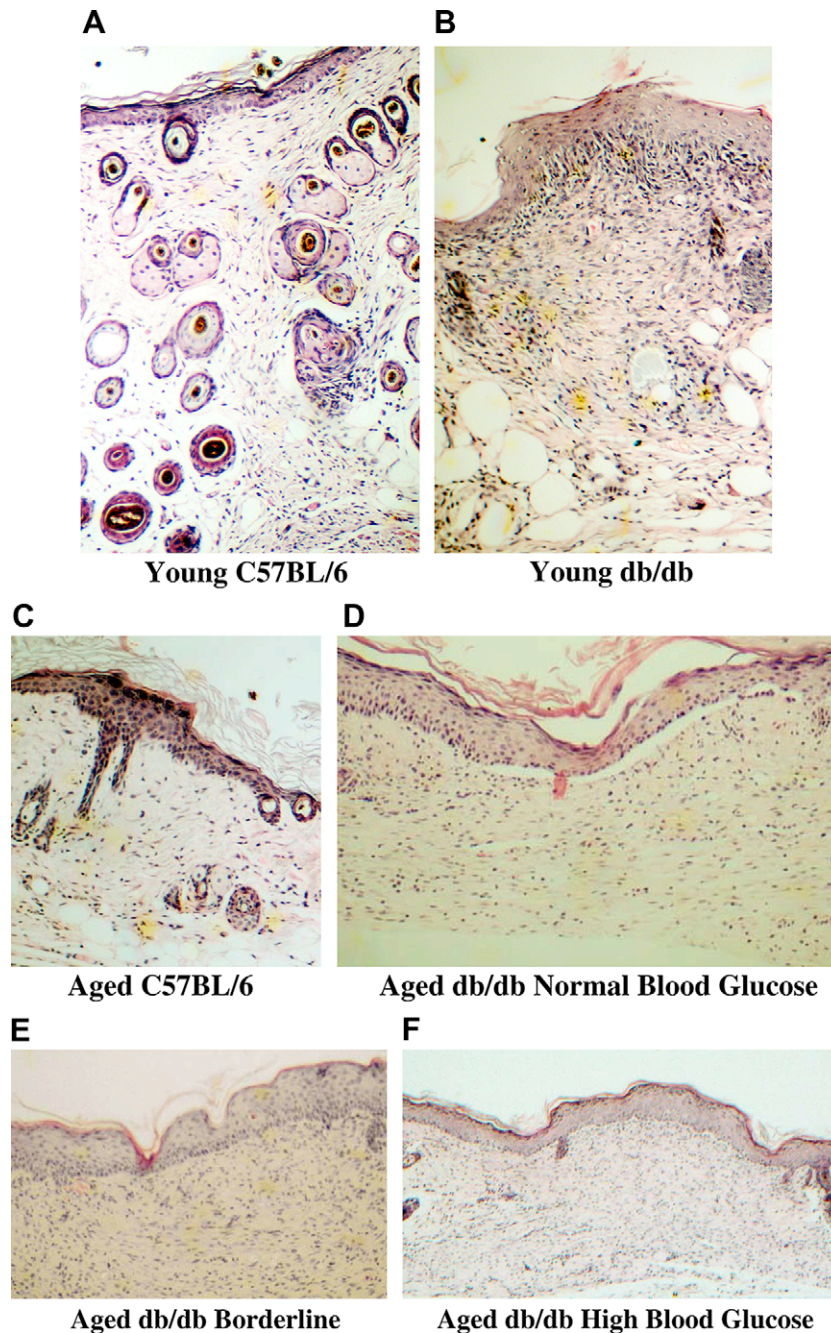 A
B
Young C57BL/6
Young db/db
C
D
Aged C57BL/6
Aged db/db Normal Blood Glucose
E
F
Aged db/db Borderline
Aged db/db High Blood Glucose